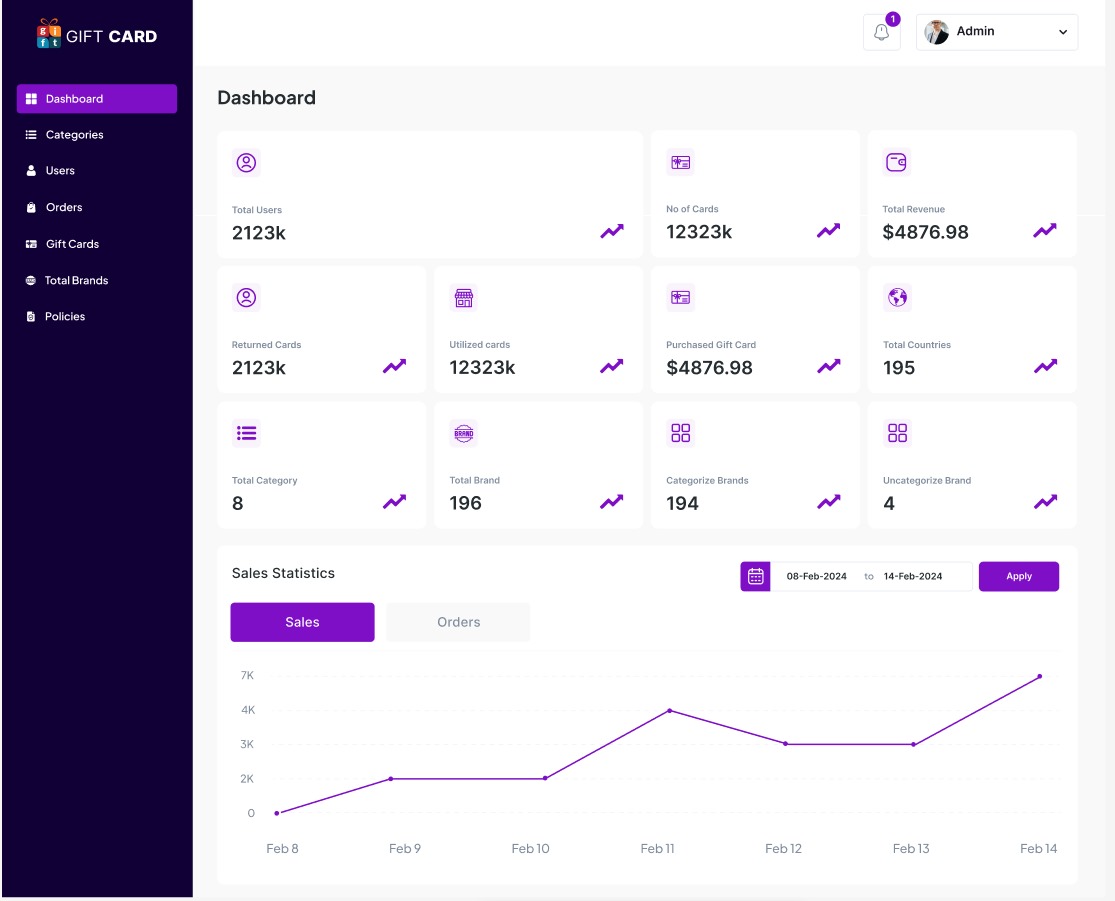 gift
GIFT CARD
1
Admin
Dashboard
Categories
Users
Orders
Gift Cards
Total Brands
Policies
Dashboard
Total Users
2123k
No of Cards
12323k
Total Revenue
$4876.98
Returned Cards
2123k
Utilized cards
12323k
Purchased Gift Card
$4876.98
Total Countries
195
Total Category
8
BRAND
Total Brand
196
Categorize Brands
194
Uncategorize Brand
4
Sales Statistics
08-Feb-2024 to 14-Feb-2024
Apply
Sales
Orders
7K
4K
3K
2K
0
Feb 8 Feb 9 Feb 10 Feb 11 Feb 12 Feb 13 Feb 14